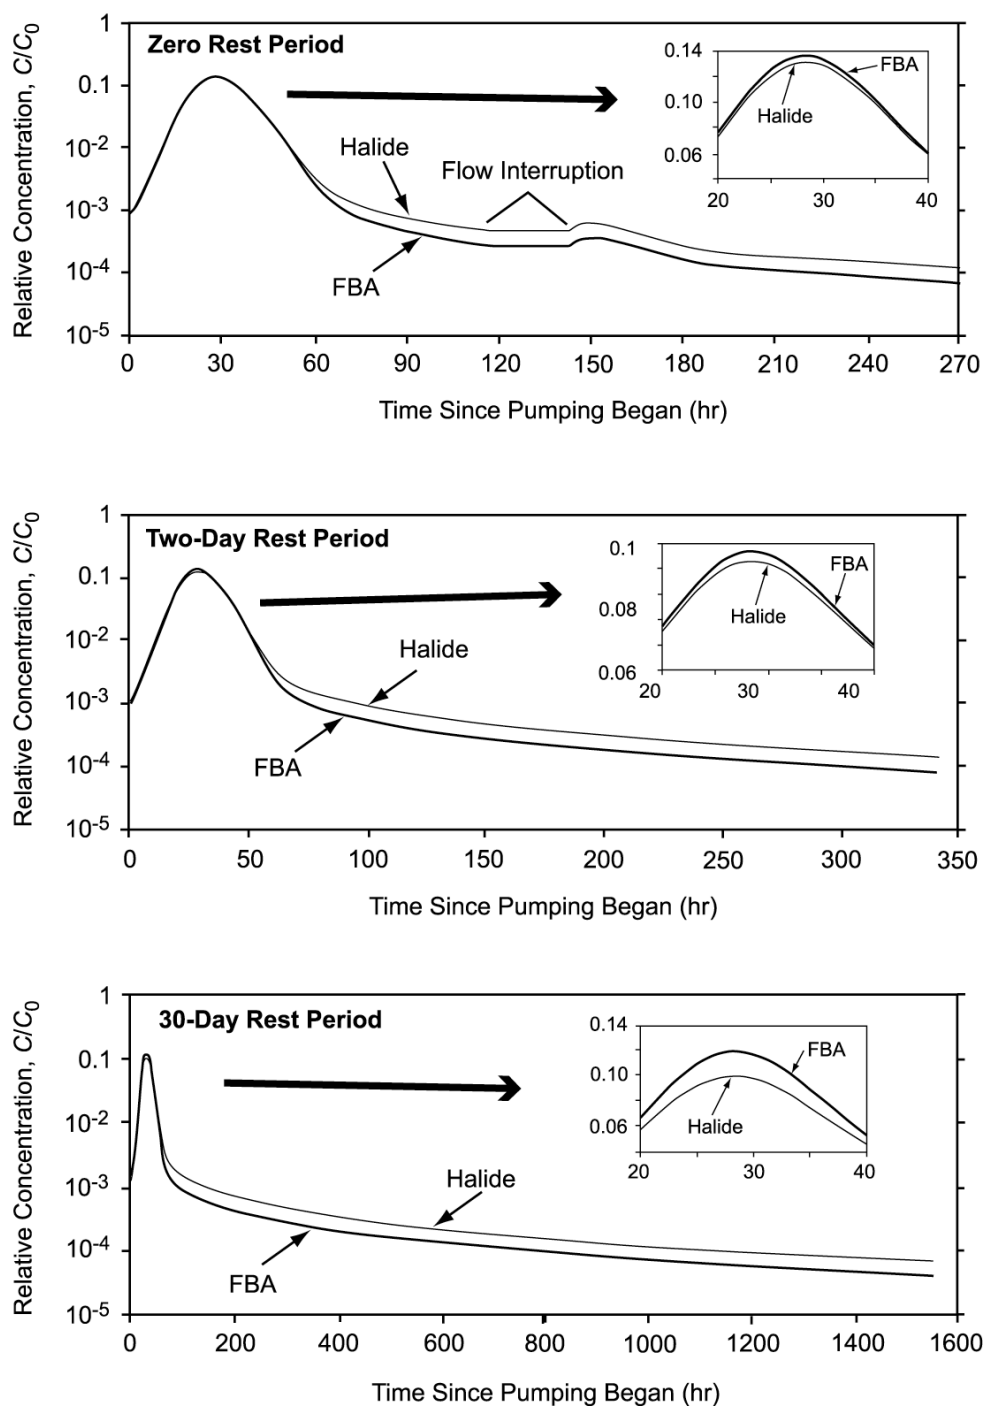 Relative Concentration, C/C0
1
0.1
10-2
10-3
10-4
10-5
Zero Rest Period
Halide
FBA
Flow Interruption
0.14
0.10
0.06
FBA
Halide
20 30 40
0 30 60 90 120 150 180 210 240 270
Time Since Pumping Began (hr)
Relative Concentration, C/C0
1
0.1
10-2
10-3
10-4
10-5
Two-Day Rest Period
Halide
FBA
0.1
0.08
0.06
FBA
Halide
20 30 40
0 50 100 150 200 250 300 350
Time Since Pumping Began (hr)
Relative Concentration, C/C0
1
0.1
10-2
10-3
10-4
10-5
30-Day Rest Period
Halide
FBA
0.14
0.10
0.06
FBA
Halide
20 30 40
0 200 400 600 800 1000 1200 1400 1600
Time Since Pumping Began (hr)